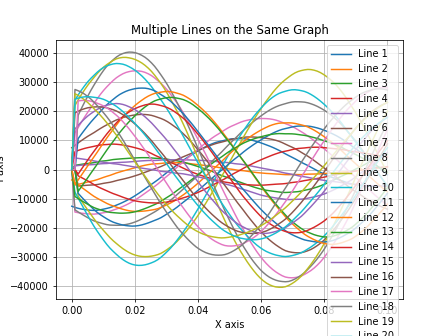 Multiple Lines on the Same Graph
40000
30000
20000
10000
0
−10000
−20000
−30000
−40000
0.00
0.02
0.04
0.06
0.08
X axis
axis
Line 1
Line 2
Line 3
Line 4
Line 5
Line 6
Line 7
Line 8
Line 9
Line 10
Line 11
Line 12
Line 13
Line 14
Line 15
Line 16
Line 17
Line 18
Line 19
Line 20